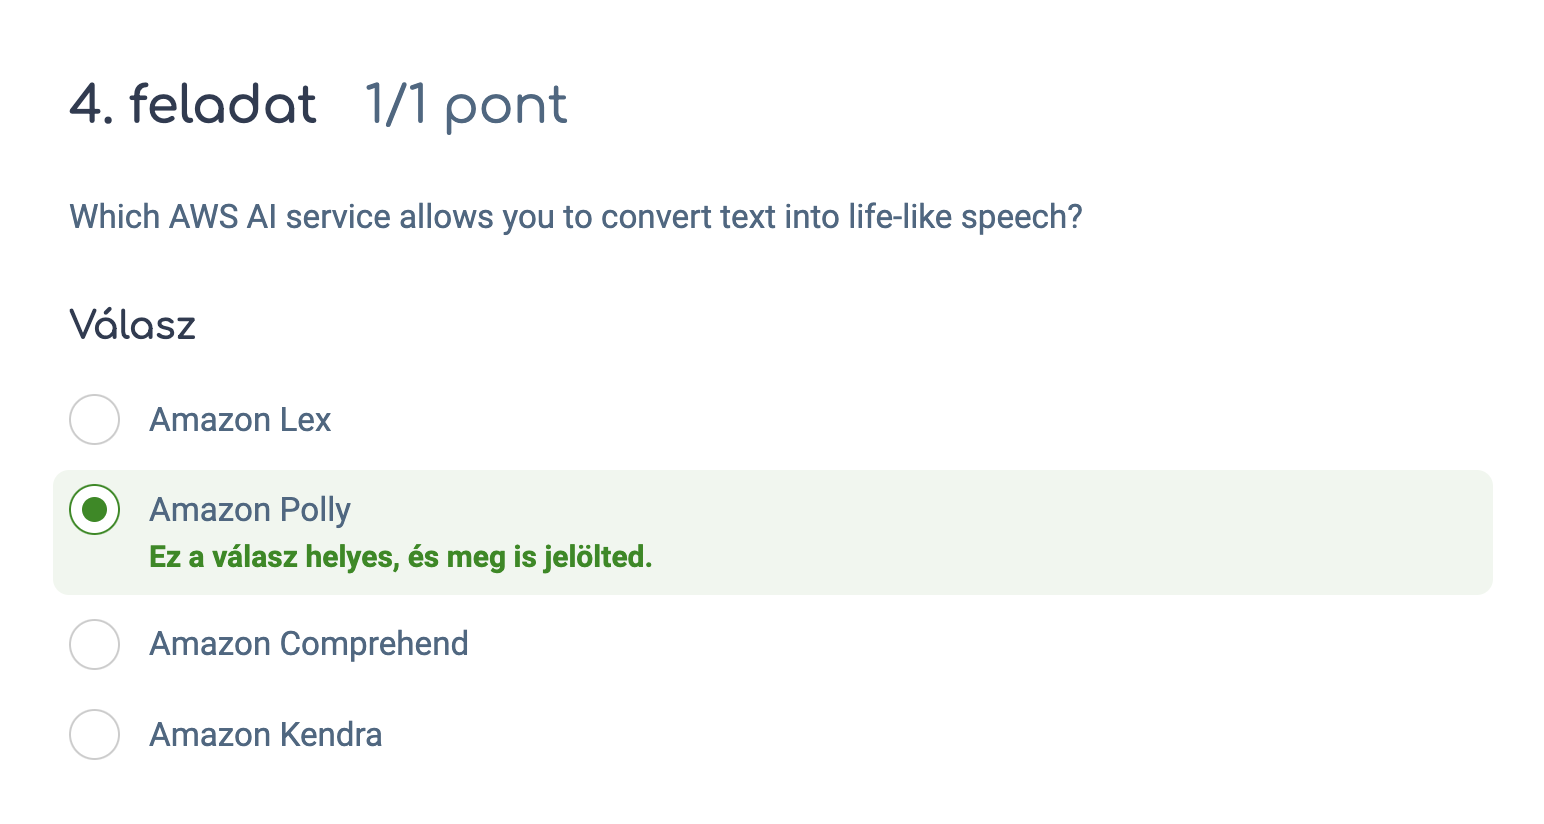 4. feladat 1/1 pont
Which AWS AI service allows you to convert text into life-like speech?
Válasz
Amazon Lex
Amazon Polly
Ez a válasz helyes, és meg is jelölted.
Amazon Comprehend
Amazon Kendra